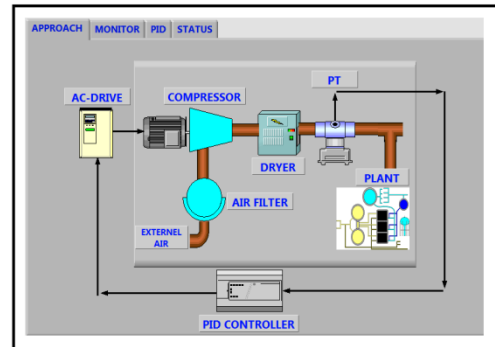 APPROACH MONITOR PID STATUS
PT
AC-DRIVE COMPRESSOR
DRYER PLANT
AIR FILTER
EXTERNEL
AIR
PID CONTROLLER